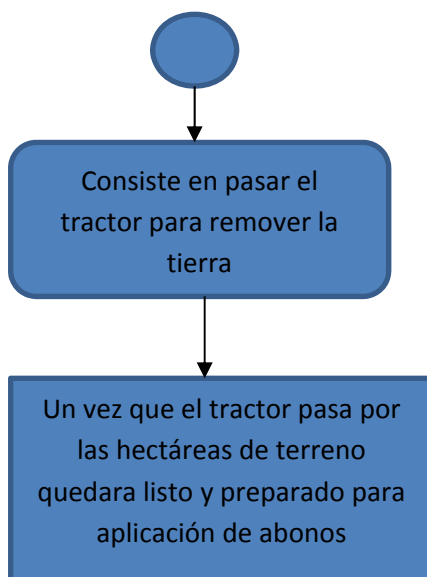 Consiste en pasar el
tractor para remover la
tierra
Un vez que el tractor pasa por
las hectáreas de terreno
quedara listo y preparado para
aplicación de abonos